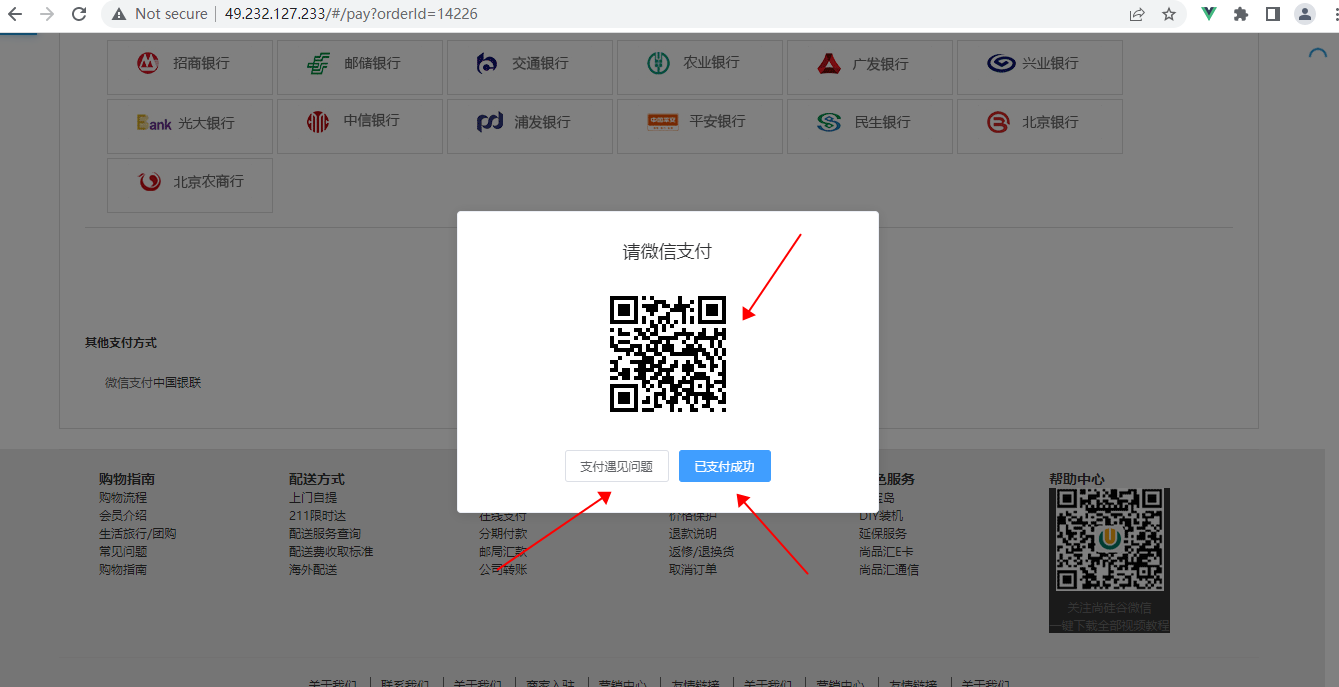 Not secure
49.232.127.233/#/pay?orderId=14226
招商银行
邮储银行
交通银行
农业银行
广发银行
兴业银行
Bank 光大银行
中信银行
浦发银行
平安银行
民生银行
北京银行
北京农商行
请微信支付
支付遇见问题
已支付成功
其他支付方式
微信支付中国银联
购物指南
购物流程
会员介绍
生活旅行/团购
常见问题
购物指南
配送方式
上门自提
211限时达
配送服务查询
配送费收取标准
海外配送
在线支付
分期付款
邮局汇款
公司转账
价格保护
退款说明
返修/退换货
取消订单
色服务
宝岛
DIY装机
延保服务
尚品汇E卡
尚品汇通信
帮助中心
关注尚硅谷微信
一键下载全部视频教程
关于我们
联系我们
关于我们
商家入驻
营销中心
友情链接
关于我们
营销中心
友情链接
关于我们